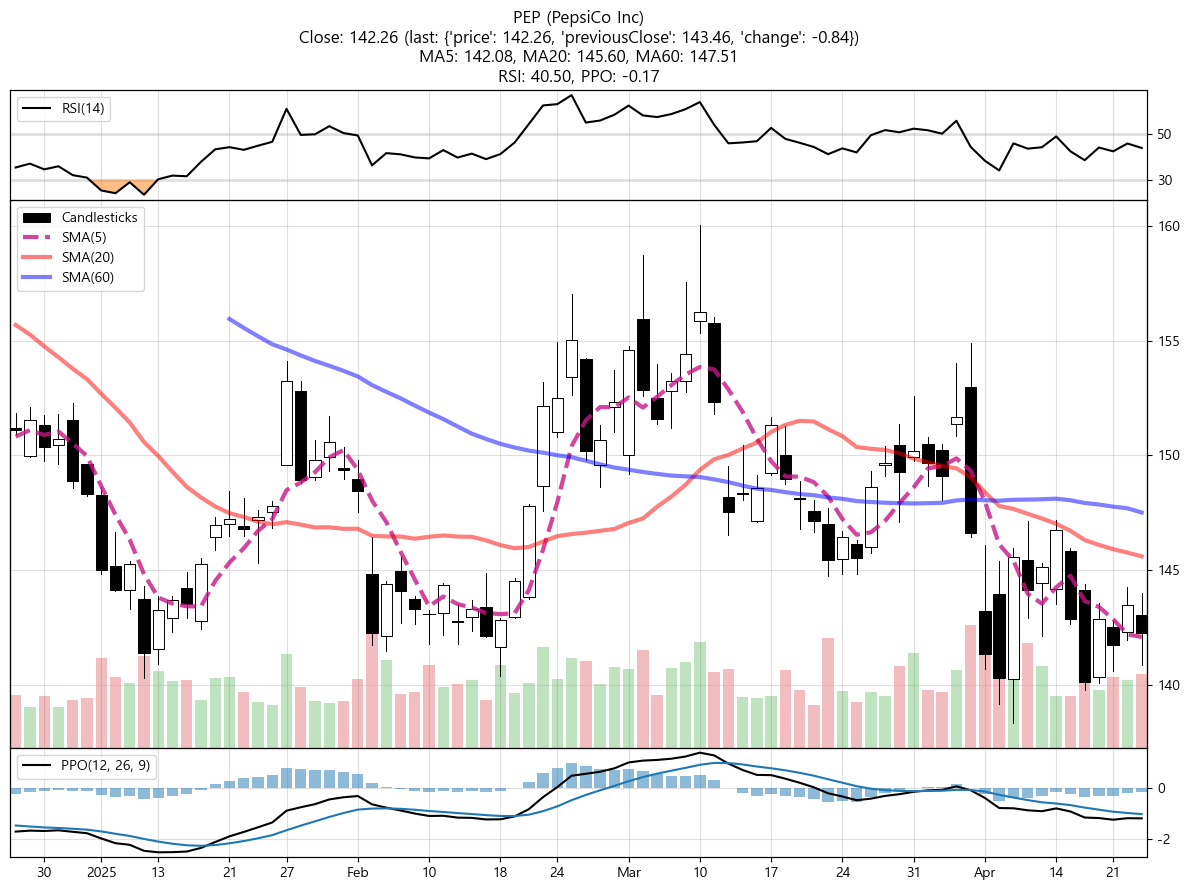 PEP (PepsiCo Inc)
Close: 142.26 (last: {'price': 142.26, 'previousClose': 143.46, 'change': -0.84})
MA5: 142.08, MA20: 145.60, MA60: 147.51
RSI: 40.50, PPO: -0.17
RSI(14)
50
30
Candlesticks
SMA(5)
SMA(20)
SMA(60)
160
155
150
145
140
PPO(12, 26, 9)
0
-2
30 2025 13 21 27 Feb 10 18 24 Mar 10 17 24 31 Apr 14 21